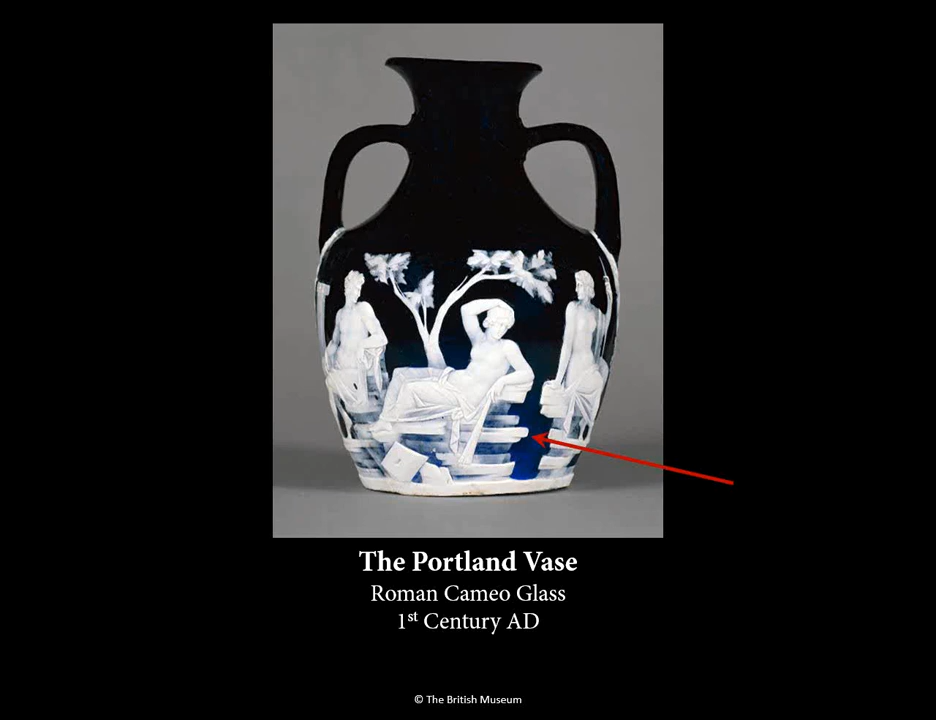 The Portland Vase
Roman Cameo Glass
1st Century AD
© The British Museum